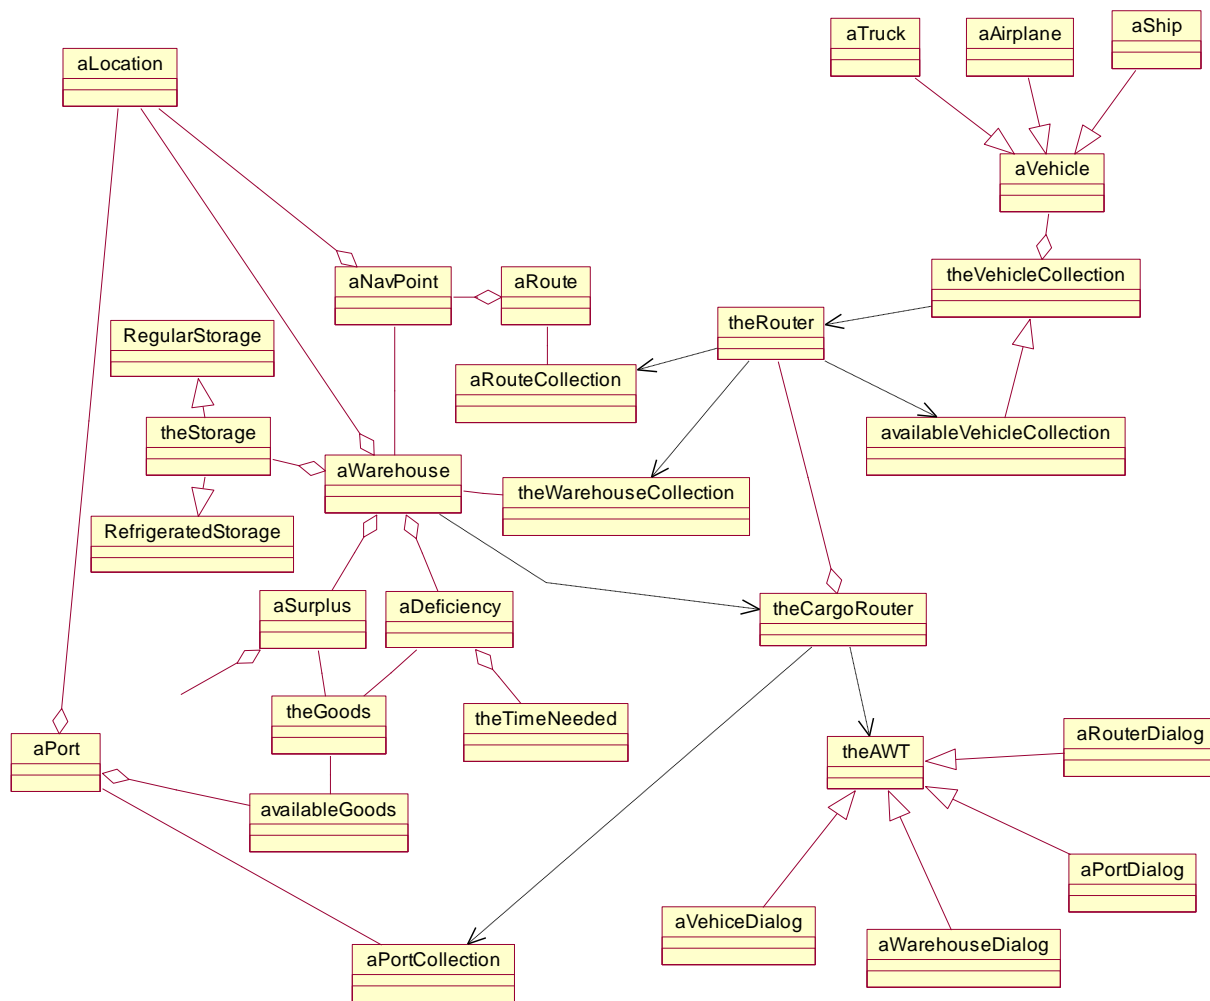 aTruck
aAirplane
aShip
aLocation
aVehicle
aNavPoint
aRoute
theVehicleCollection
theRouter
RegularStorage
aRouteCollection
theStorage
availableVehicleCollection
aWarehouse
theWarehouseCollection
RefrigeratedStorage
aSurplus
aDeficiency
theCargoRouter
theGoods
theTimeNeeded
aPort
theAWT
aRouterDialog
availableGoods
aPortDialog
aVehiceDialog
aWarehouseDialog
aPortCollection